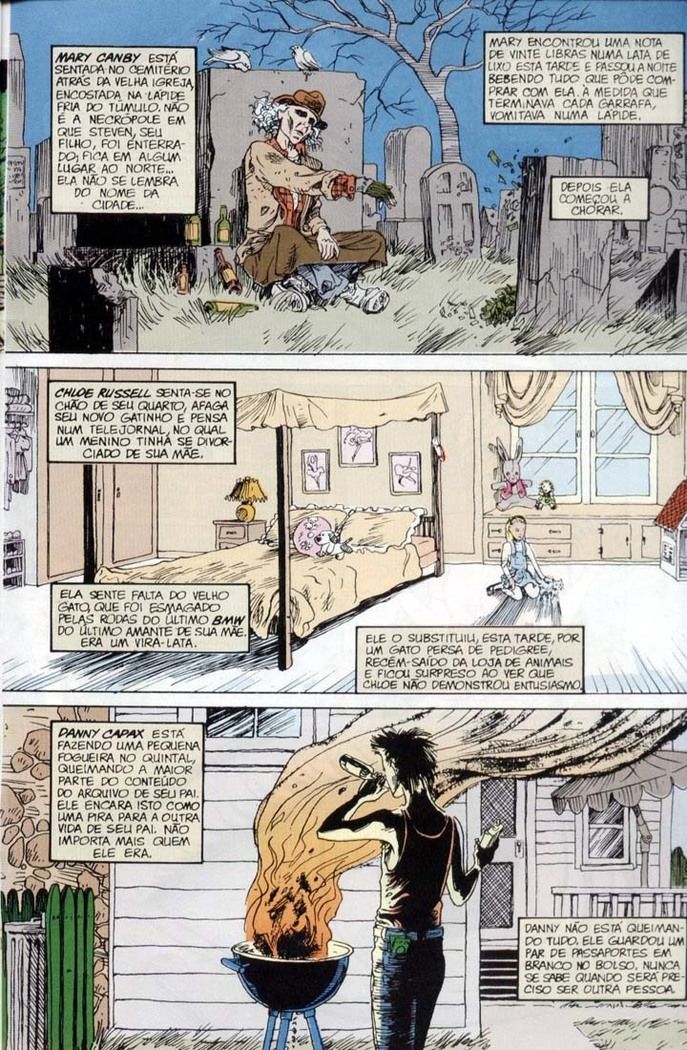 MARY CANBY ESTÁ
SENTADA NO CEMITÉRIO
ATRÁS DA VELHA IGREJA,
ENCOSTADA NA LÁPIDE
FRIA DO TÚMULO. NÃO
É A NECRÓPOLE EM
QUE STEVEN, SEU
FILHO, FOI ENTERRA-
DO; FICA EM ALGUM
LUGAR AO NORTE...
ELA NÃO SE LEMBRA
DO NOME DA
CIDADE...
MARY ENCONTROU UMA NOTA
DE VINTE LIBRAS NUMA LATA DE
LIXO ESTA TARDE E PASSOU A NOITE
BEBENDO TUDO QUE PÔDE COM-
PRAR COM ELA. À MEDIDA QUE
TERMINAVA CADA GARRAFA,
VOMITAVA NUMA LÁPIDE.
DEPOIS ELA
COMEÇOU A
CHORAR.
CHLOE RUSSELL SENTA-SE NO
CHÃO DE SEU QUARTO, AFAGA
SEU NOVO GATINHO E PENSA
NUM TELEJORNAL, NO QUAL
UM MENINO TINHA SE DIVOR-
CIADO DE SUA MÃE.
ELA SENTE FALTA DO VELHO
GATO, QUE FOI ESMAGADO
PELAS RODAS DO ÚLTIMO BMW
DO ÚLTIMO AMANTE DE SUA MÃE.
ERA UM VIRA-LATA.
ELE O SUBSTITUIU, ESTA TARDE, POR
UM GATO PERSA DE PEDIGREE,
RECÉM-SAÍDO DA LOJA DE ANIMAIS
E FICOU SURPRESO AO VER QUE
CHLOE NÃO DEMONSTROU ENTUSIASMO.
DANNY CAPAX ESTÁ
FAZENDO UMA PEQUENA
FOGUEIRA NO QUINTAL,
QUEIMANDO A MAIOR
PARTE DO CONTEÚDO
DO ARQUIVO DE SEU PAI.
ELE ENCARA ISTO COMO
UMA PIRA PARA A OUTRA
VIDA DE SEU PAI. NÃO
IMPORTA MAIS QUEM
ELE ERA.
DANNY NÃO ESTÁ QUEIMAN-
DO TUDO. ELE GUARDOU UM
PAR DE PASSAPORTES EM
BRANCO NO BOLSO. NUNCA
SE SABE QUANDO SERÁ PRE-
CISO SER OUTRA PESSOA.